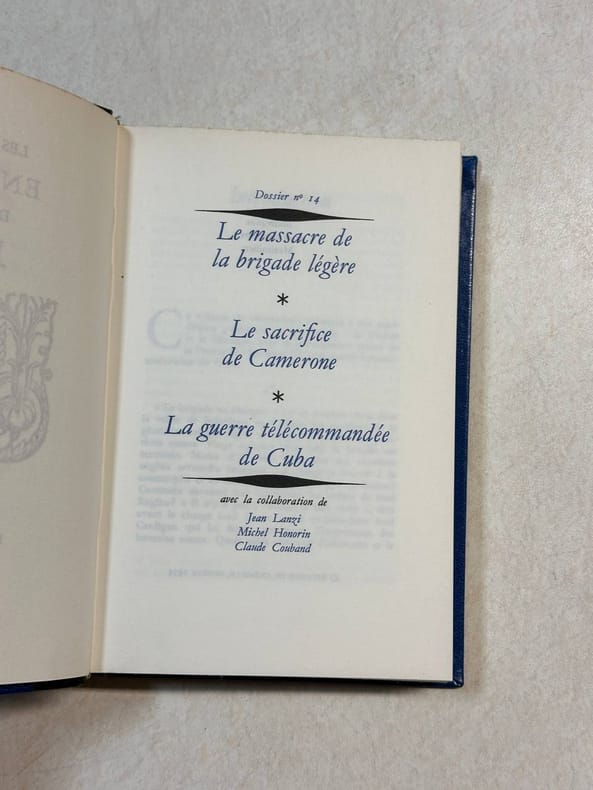 Dossier nº 14
Le massacre de
la brigade légère
*
Le sacrifice
de Camerone
*
La guerre télécommandée
de Cuba
avec la collaboration de
Jean Lanzi
Michel Honorin
Claude Couband